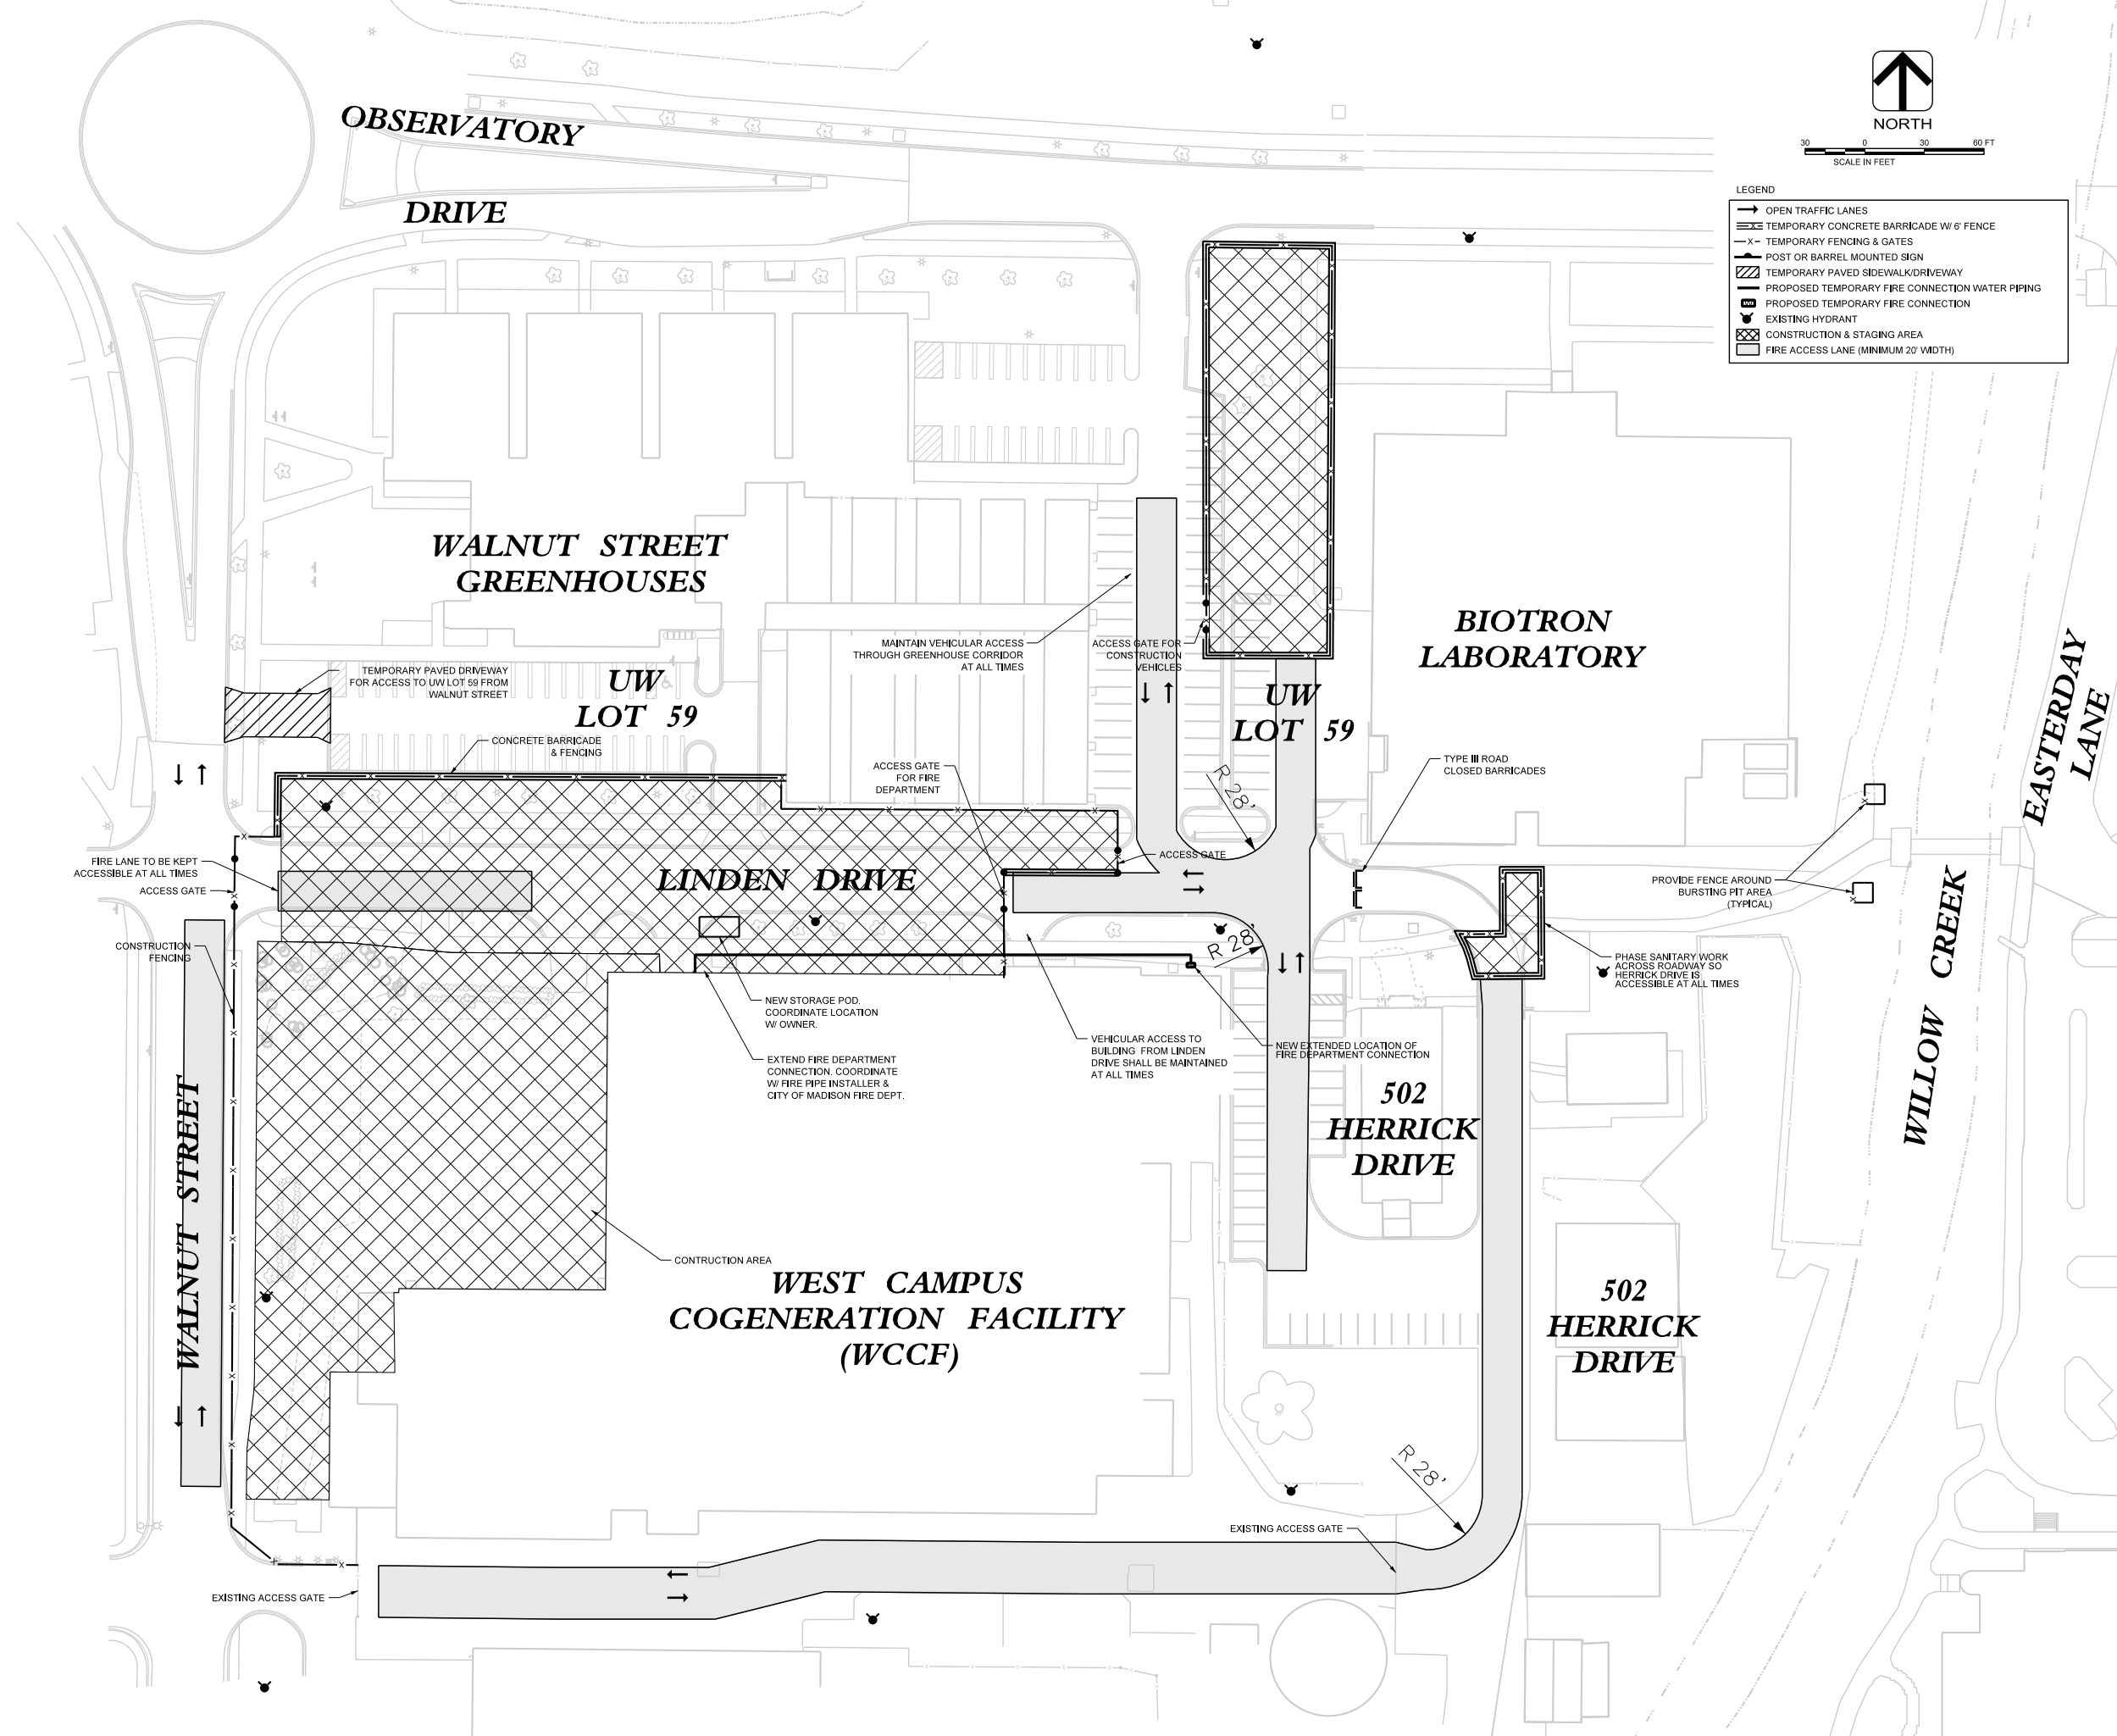 OBSERVATORY
DRIVE
NORTH
30 0 30 60 FT
SCALE IN FEET
LEGEND
OPEN TRAFFIC LANES
TEMPORARY CONCRETE BARRICADE W/ 6' FENCE
TEMPORARY FENCING & GATES
POST OR BARREL MOUNTED SIGN
TEMPORARY PAVED SIDEWALK/DRIVEWAY
PROPOSED TEMPORARY FIRE CONNECTION WATER PIPING
PROPOSED TEMPORARY FIRE CONNECTION
EXISTING HYDRANT
CONSTRUCTION & STAGING AREA
FIRE ACCESS LANE (MINIMUM 20' WIDTH)
WALNUT STREET
GREENHOUSES
MAINTAIN VEHICULAR ACCESS
THROUGH GREENHOUSE CORRIDOR
AT ALL TIMES
ACCESS GATE FOR
CONSTRUCTION
VEHICLES
BIOTRON
LABORATORY
TEMPORARY PAVED DRIVEWAY
FOR ACCESS TO UW LOT 59 FROM
WALNUT STREET
UW
LOT 59
UW
LOT 59
EASTERDAY
LANE
CONCRETE BARRICADE
& FENCING
ACCESS GATE
FOR FIRE
DEPARTMENT
R 28'
TYPE III ROAD
CLOSED BARRICADES
FIRE LANE TO BE KEPT
ACCESSIBLE AT ALL TIMES
ACCESS GATE
LINDEN DRIVE
ACCESS GATE
PROVIDE FENCE AROUND
BURSTING PIT AREA
(TYPICAL)
CONSTRUCTION
FENCING
R 28'
PHASE SANITARY WORK
ACROSS ROADWAY SO
HERRICK DRIVE IS
ACCESSIBLE AT ALL TIMES
WILLOW CREEK
NEW STORAGE POD.
COORDINATE LOCATION
W/ OWNER.
EXTEND FIRE DEPARTMENT
CONNECTION. COORDINATE
W/ FIRE PIPE INSTALLER &
CITY OF MADISON FIRE DEPT.
VEHICULAR ACCESS TO
BUILDING FROM LINDEN
DRIVE SHALL BE MAINTAINED
AT ALL TIMES
NEW EXTENDED LOCATION OF
FIRE DEPARTMENT CONNECTION
502
HERRICK
DRIVE
WALNUT STREET
CONTRUCTION AREA
WEST CAMPUS
COGENERATION FACILITY
(WCCF)
502
HERRICK
DRIVE
R 28'
EXISTING ACCESS GATE
EXISTING ACCESS GATE